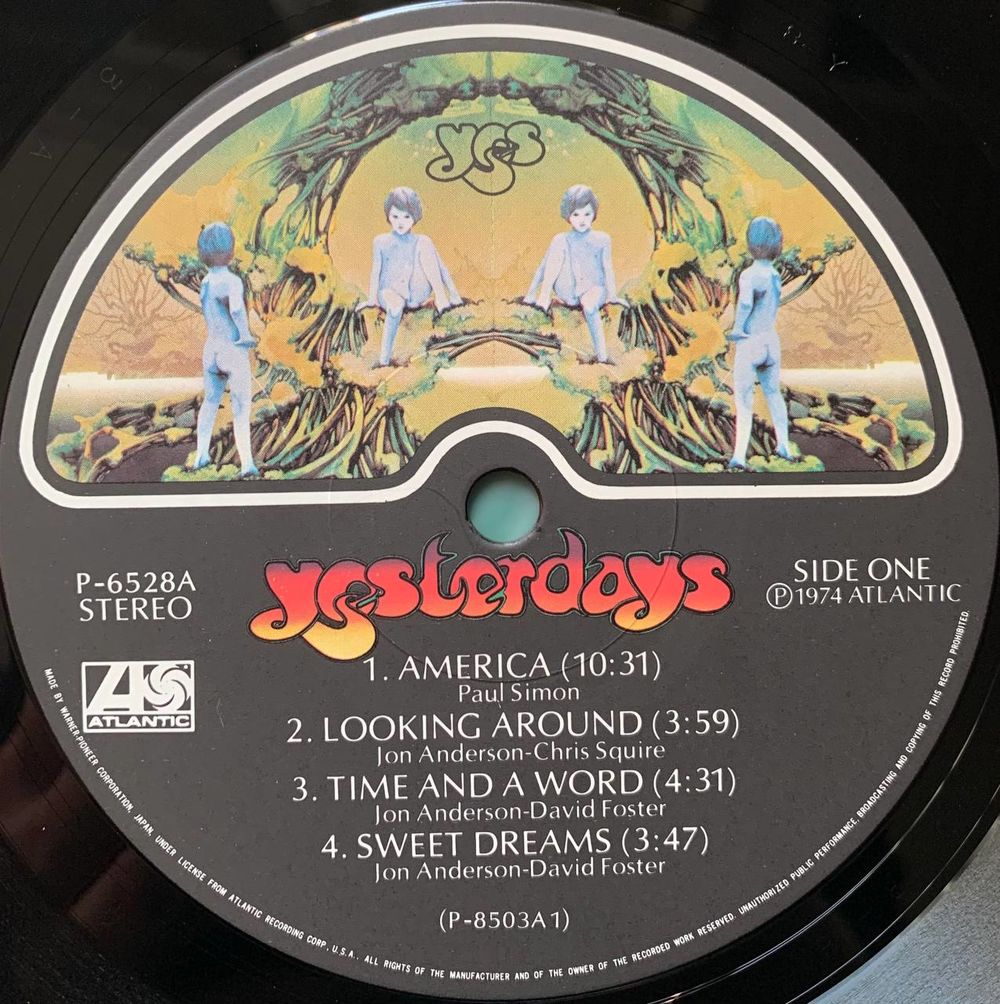 yes
yesterdays
P-6528A
STEREO
SIDE ONE
℗1974 ATLANTIC
ATLANTIC
1. AMERICA (10:31)
Paul Simon
2. LOOKING AROUND (3:59)
Jon Anderson-Chris Squire
3. TIME AND A WORD (4:31)
Jon Anderson-David Foster
4. SWEET DREAMS (3:47)
Jon Anderson-David Foster
(P-8503A1)
MADE BY WARNER-PIONEER CORPORATION, JAPAN, UNDER LICENSE FROM ATLANTIC RECORDING CORP., U.S.A.. ALL RIGHTS OF THE MANUFACTURER AND OF THE OWNER OF THE RECORDED WORK RESERVED. UNAUTHORIZED PUBLIC PERFORMANCE, BROADCASTING AND COPYING OF THIS RECORD PROHIBITED.